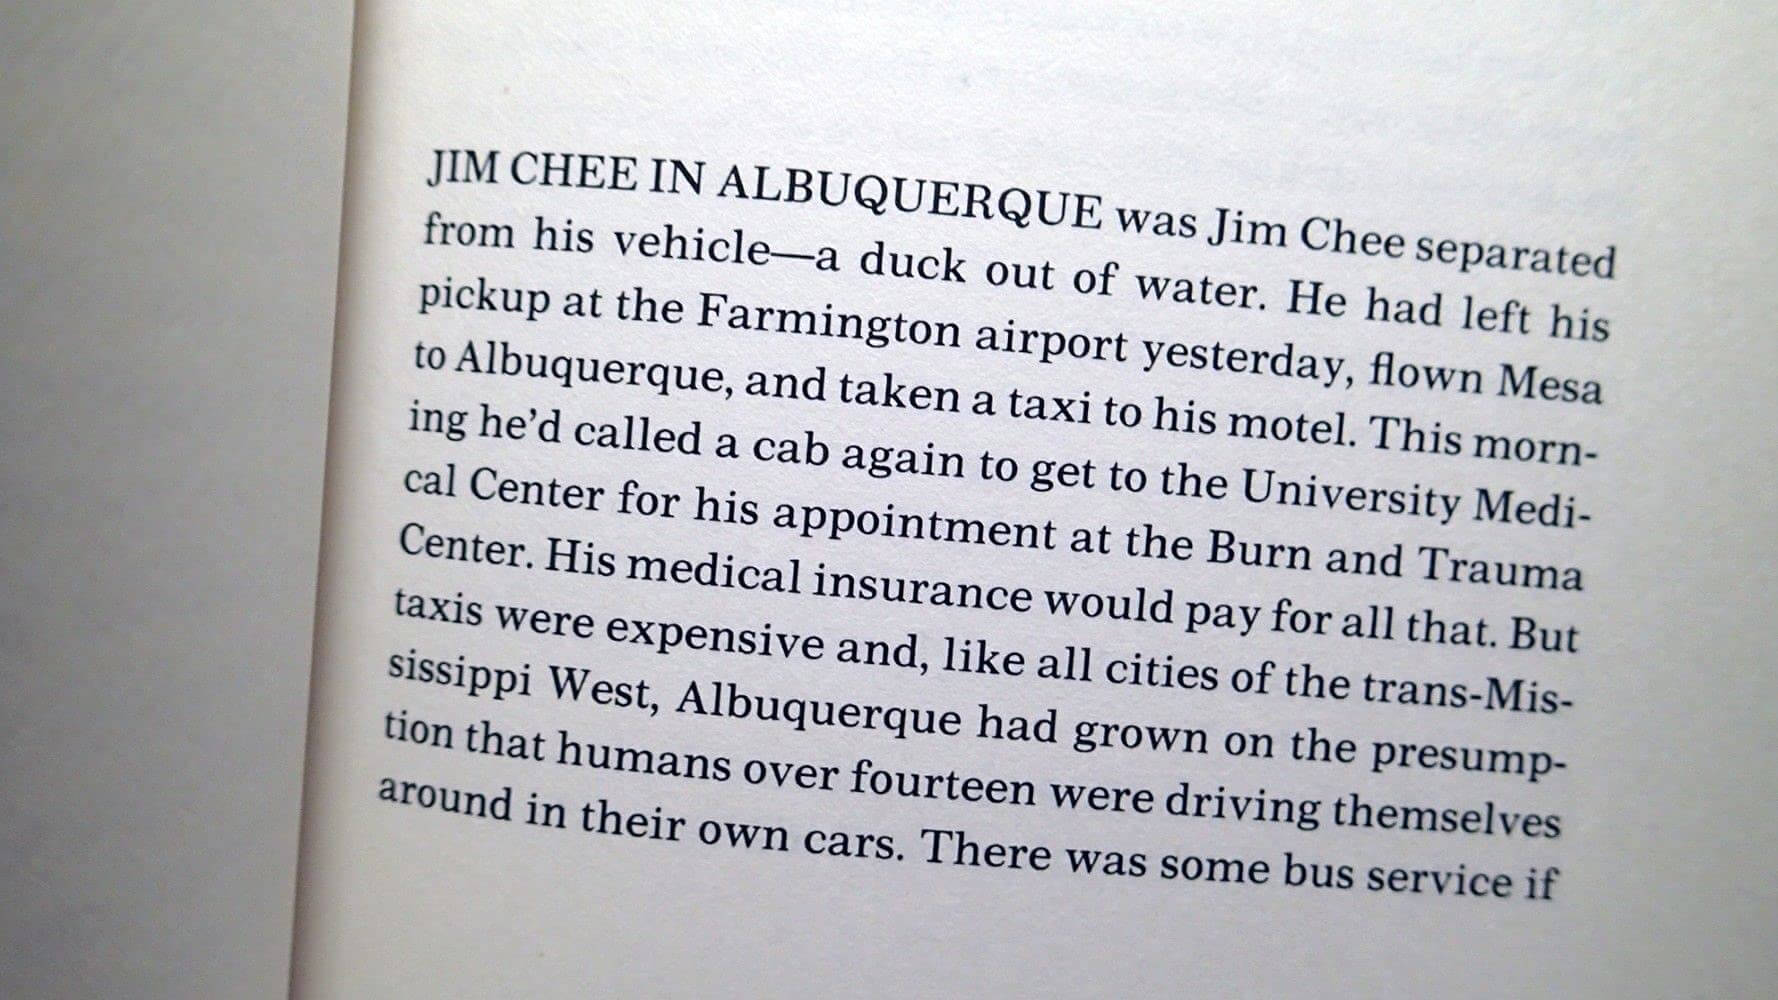 JIM CHEE IN ALBUQUERQUE was Jim Chee separated
from his vehicle—a duck out of water. He had left his
pickup at the Farmington airport yesterday, flown Mesa
to Albuquerque, and taken a taxi to his motel. This morn-
ing he’d called a cab again to get to the University Medi-
cal Center for his appointment at the Burn and Trauma
Center. His medical insurance would pay for all that. But
taxis were expensive and, like all cities of the trans-Mis-
sissippi West, Albuquerque had grown on the presump-
tion that humans over fourteen were driving themselves
around in their own cars. There was some bus service if